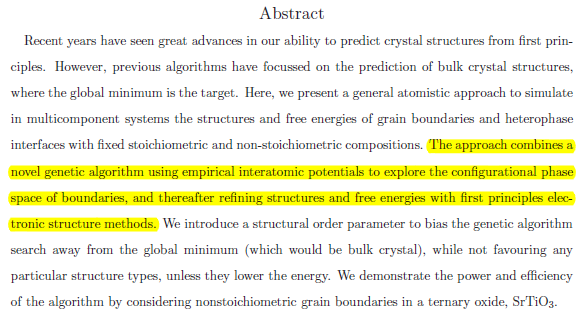 Abstract
Recent years have seen great advances in our ability to predict crystal structures from first prin-
ciples. However, previous algorithms have focussed on the prediction of bulk crystal structures,
where the global minimum is the target. Here, we present a general atomistic approach to simulate
in multicomponent systems the structures and free energies of grain boundaries and heterophase
interfaces with fixed stoichiometric and non-stoichiometric compositions. The approach combines a
novel genetic algorithm using empirical interatomic potentials to explore the configurational phase
space of boundaries, and thereafter refining structures and free energies with first principles elec-
tronic structure methods. We introduce a structural order parameter to bias the genetic algorithm
search away from the global minimum (which would be bulk crystal), while not favouring any
particular structure types, unless they lower the energy. We demonstrate the power and efficiency
of the algorithm by considering nonstoichiometric grain boundaries in a ternary oxide, SrTiO₃.